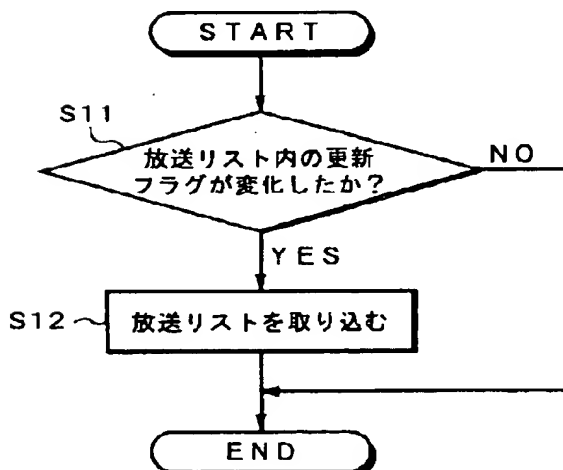 START
S11
放送リスト内の更新
フラグが変化したか?
NO
YES
S12
放送リストを取り込む
END